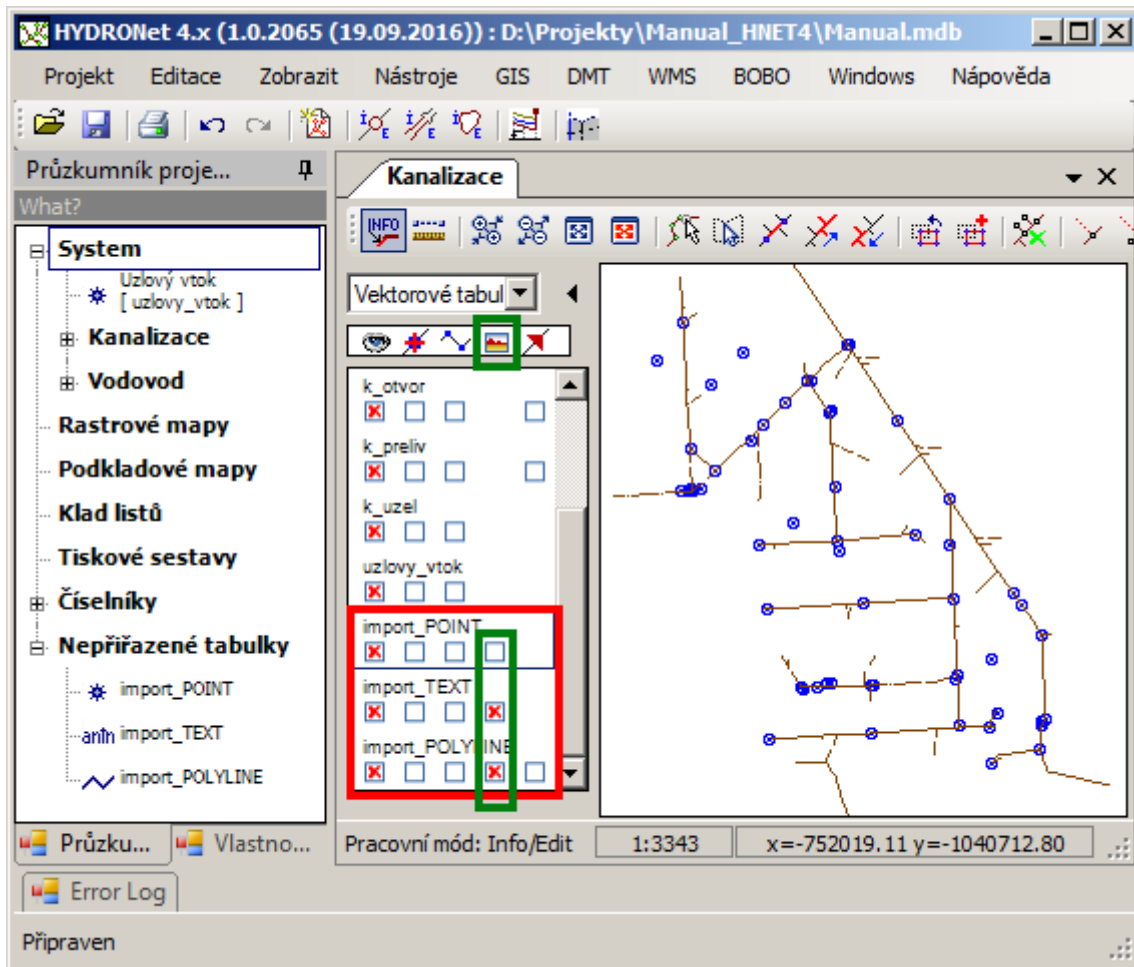 HYDRONet 4.x (1.0.2065 (19.09.2016)) : D:\Projekty\Manual_HNET4\Manual.mdb
Projekt Editace Zobrazit Nástroje GIS DMT WMS BOBO Windows Nápověda
Průzkumník proje...
What?
System
Uzlový vtok
[ uzlovy_vtok ]
Kanalizace
Vodovod
Rastrové mapy
Podkladové mapy
Klad listů
Tiskové sestavy
Číselníky
Nepřiřazené tabulky
import_POINT
import_TEXT
import_POLYLINE
Průzku... Vlastno...
Kanalizace
INFO
Vektorové tabul
k_otvor
k_preliv
k_uzel
uzlovy_vtok
import_POINT
import_TEXT
import_POLYLINE
Pracovní mód: Info/Edit 1:3343 x=-752019.11 y=-1040712.80
Error Log
Připraven